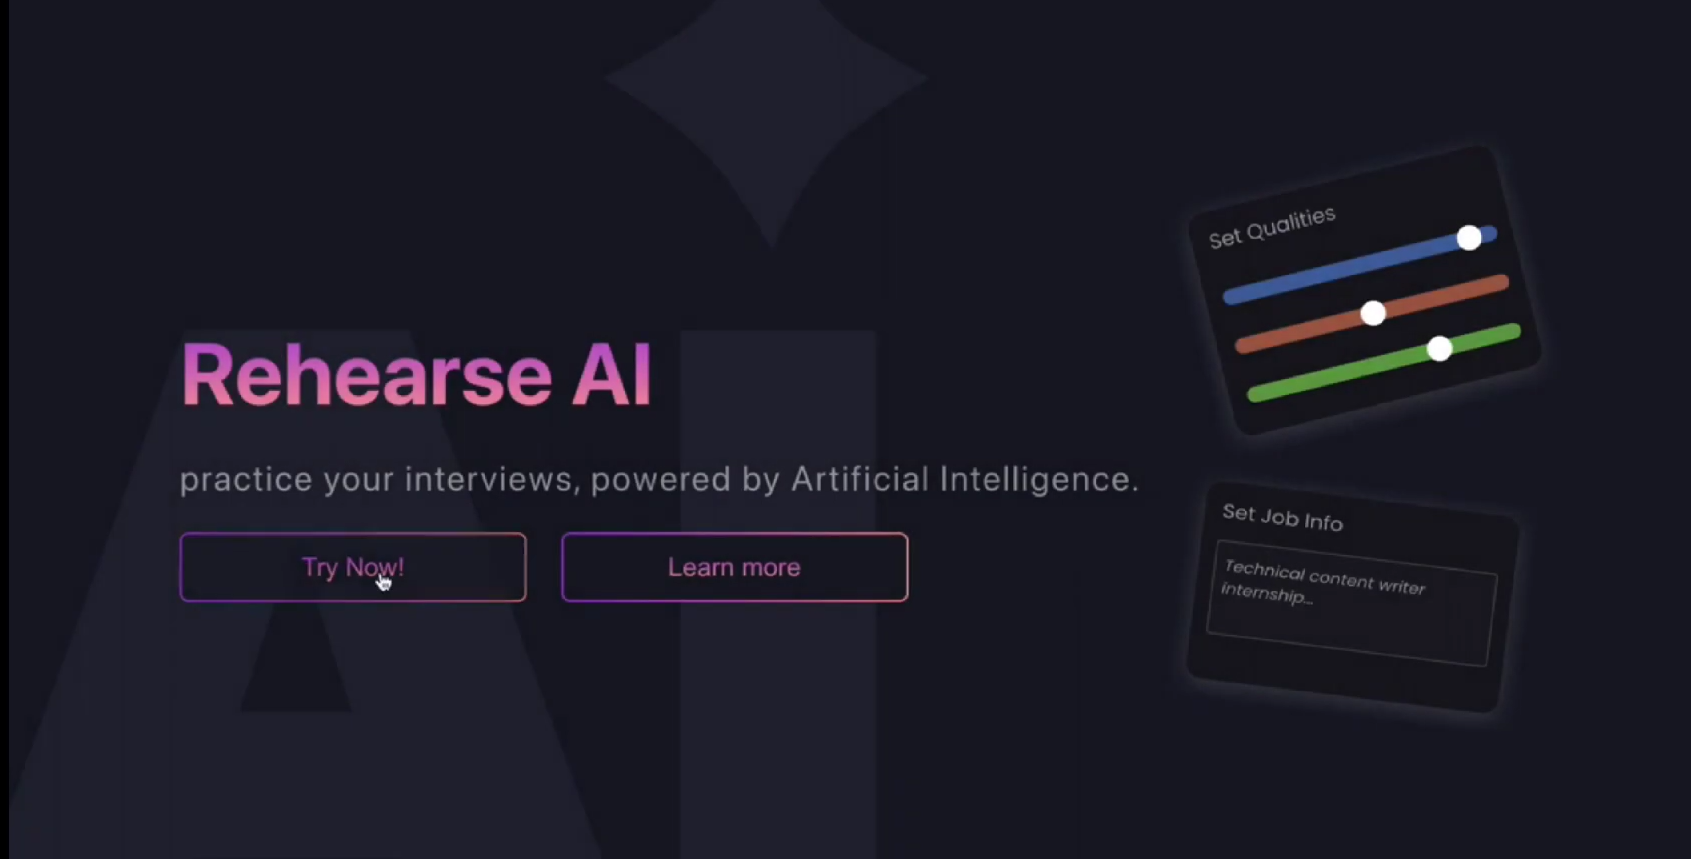 Rehearse AI
practice your interviews, powered by Artificial Intelligence.
Try Now!
Learn more
Set Qualities
Set Job Info
Technical content writer
internship...
AI